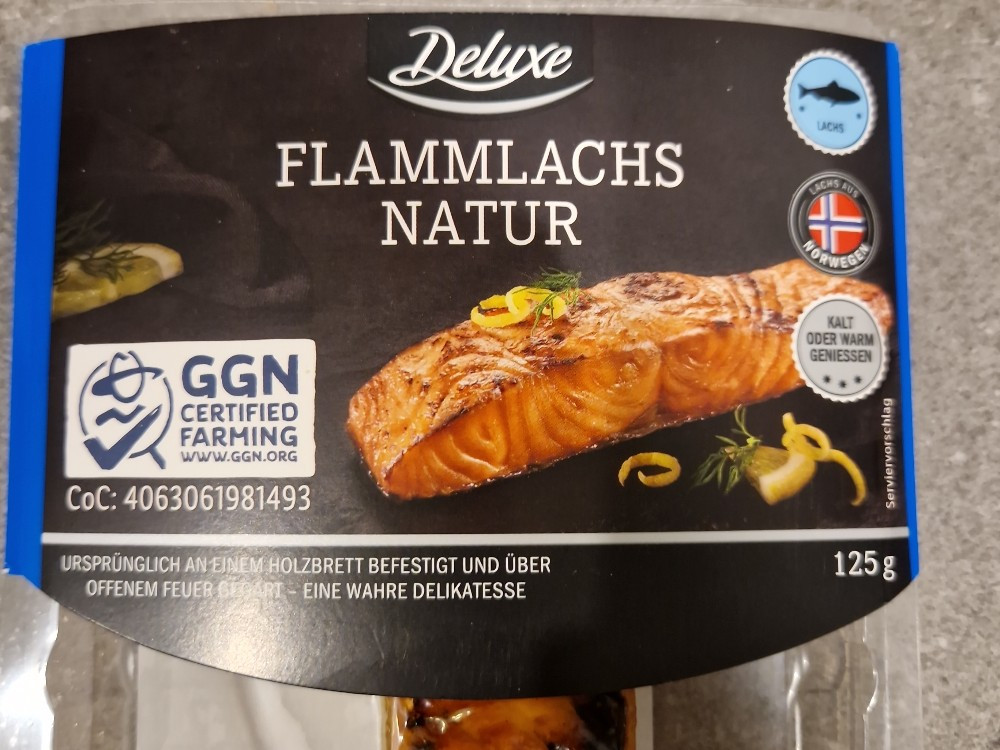 Deluxe
FLAMMLACHS
NATUR
LACHS
LACHS AUS
NORWEGEN
KALT
ODER WARM
GENIESSEN
GGN
CERTIFIED
FARMING
WWW.GGN.ORG
CoC: 4063061981493
Serviervorschlag
URSPRÜNGLICH AN EINEM HOLZBRETT BEFESTIGT UND ÜBER
OFFENEM FEUER GEGART – EINE WAHRE DELIKATESSE
125 g